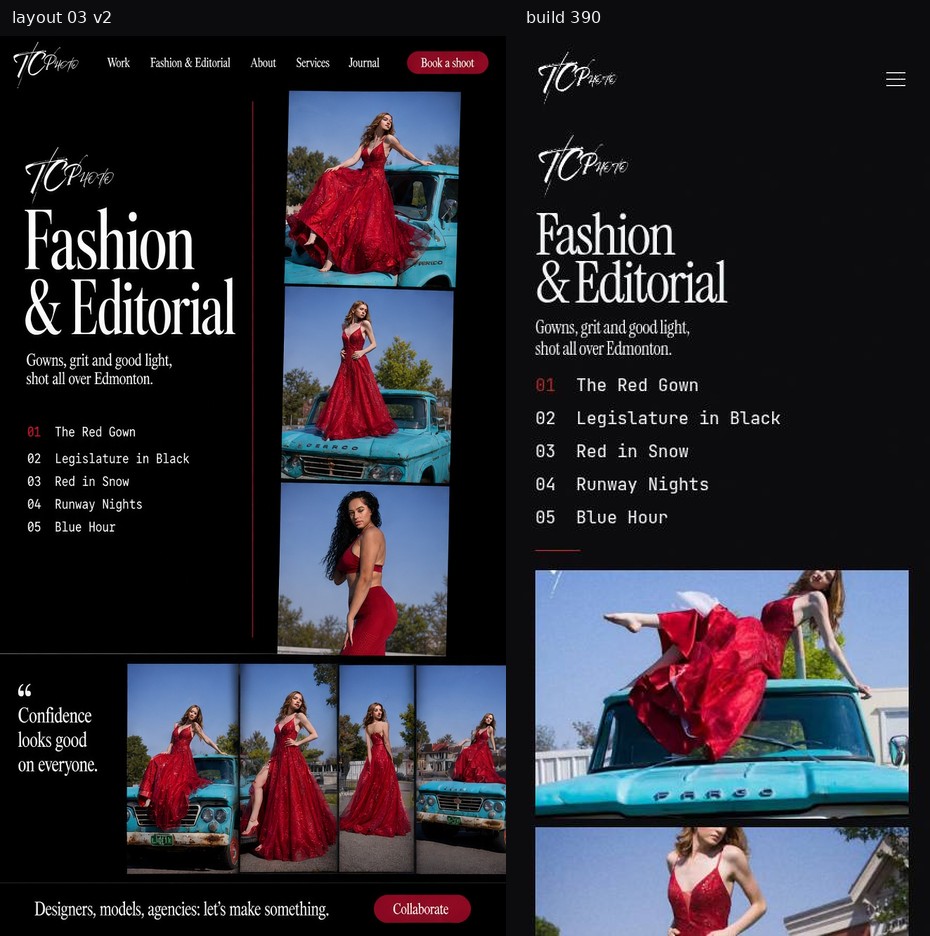 layout 03 v2
TCPhoto
Work
Fashion & Editorial
About
Services
Journal
Book a shoot
TCPhoto
Fashion
& Editorial
Gowns, grit and good light,
shot all over Edmonton.
01 The Red Gown
02 Legislature in Black
03 Red in Snow
04 Runway Nights
05 Blue Hour
“
Confidence
looks good
on everyone.
Designers, models, agencies: let’s make something.
Collaborate
build 390
TCPhoto
TCPhoto
Fashion
& Editorial
Gowns, grit and good light,
shot all over Edmonton.
01 The Red Gown
02 Legislature in Black
03 Red in Snow
04 Runway Nights
05 Blue Hour
FARGO